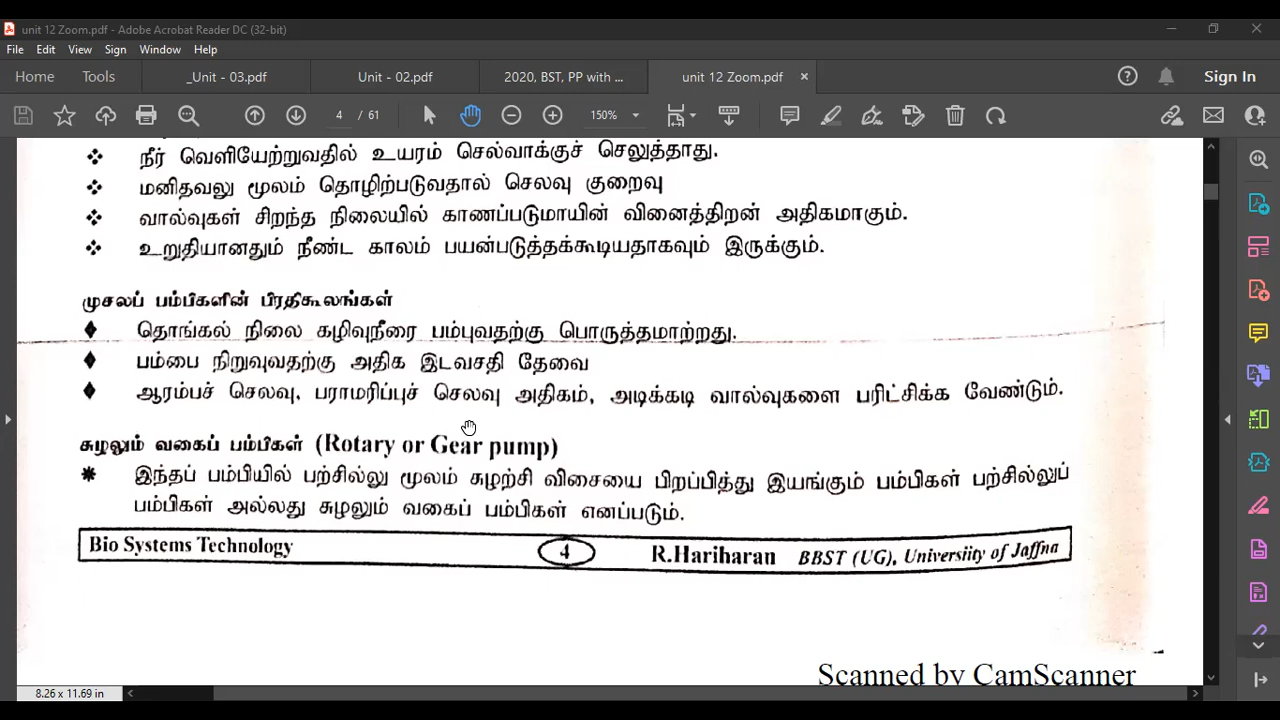 unit 12 Zoom.pdf - Adobe Acrobat Reader DC (32-bit)
File Edit View Sign Window Help
Home Tools _Unit - 03.pdf Unit - 02.pdf 2020, BST, PP with ... unit 12 Zoom.pdf × Sign In
4 / 61 150%
❖ நீர் வெளியேற்றுவதில் உயரம் செல்வாக்குச் செலுத்தாது.
❖ மனிதவலு மூலம் தொழிற்படுவதால் செலவு குறைவு
❖ வால்வுகள் சிறந்த நிலையில் காணப்படுமாயின் வினைத்திறன் அதிகமாகும்.
❖ உறுதியானதும் நீண்ட காலம் பயன்படுத்தக்கூடியதாகவும் இருக்கும்.
முசலப் பம்பிகளின் பிரதிகூலங்கள்
♦ தொங்கல் நிலை கழிவுநீரை பம்புவதற்கு பொருத்தமாற்றது.
♦ பம்பை நிறுவுவதற்கு அதிக இடவசதி தேவை
♦ ஆரம்பச் செலவு, பராமரிப்புச் செலவு அதிகம், அடிக்கடி வால்வுகளை பரிட்சிக்க வேண்டும்.
சுழலும் வகைப் பம்பிகள் (Rotary or Gear pump)
✷ இந்தப் பம்பியில் பற்சில்லு மூலம் சுழற்சி விசையை பிறப்பித்து இயங்கும் பம்பிகள் பற்சில்லுப்
பம்பிகள் அல்லது சுழலும் வகைப் பம்பிகள் எனப்படும்.
Bio Systems Technology 4 R.Hariharan BBST (UG), Universiity of Jaffna
Scanned by CamScanner
8.26 x 11.69 in